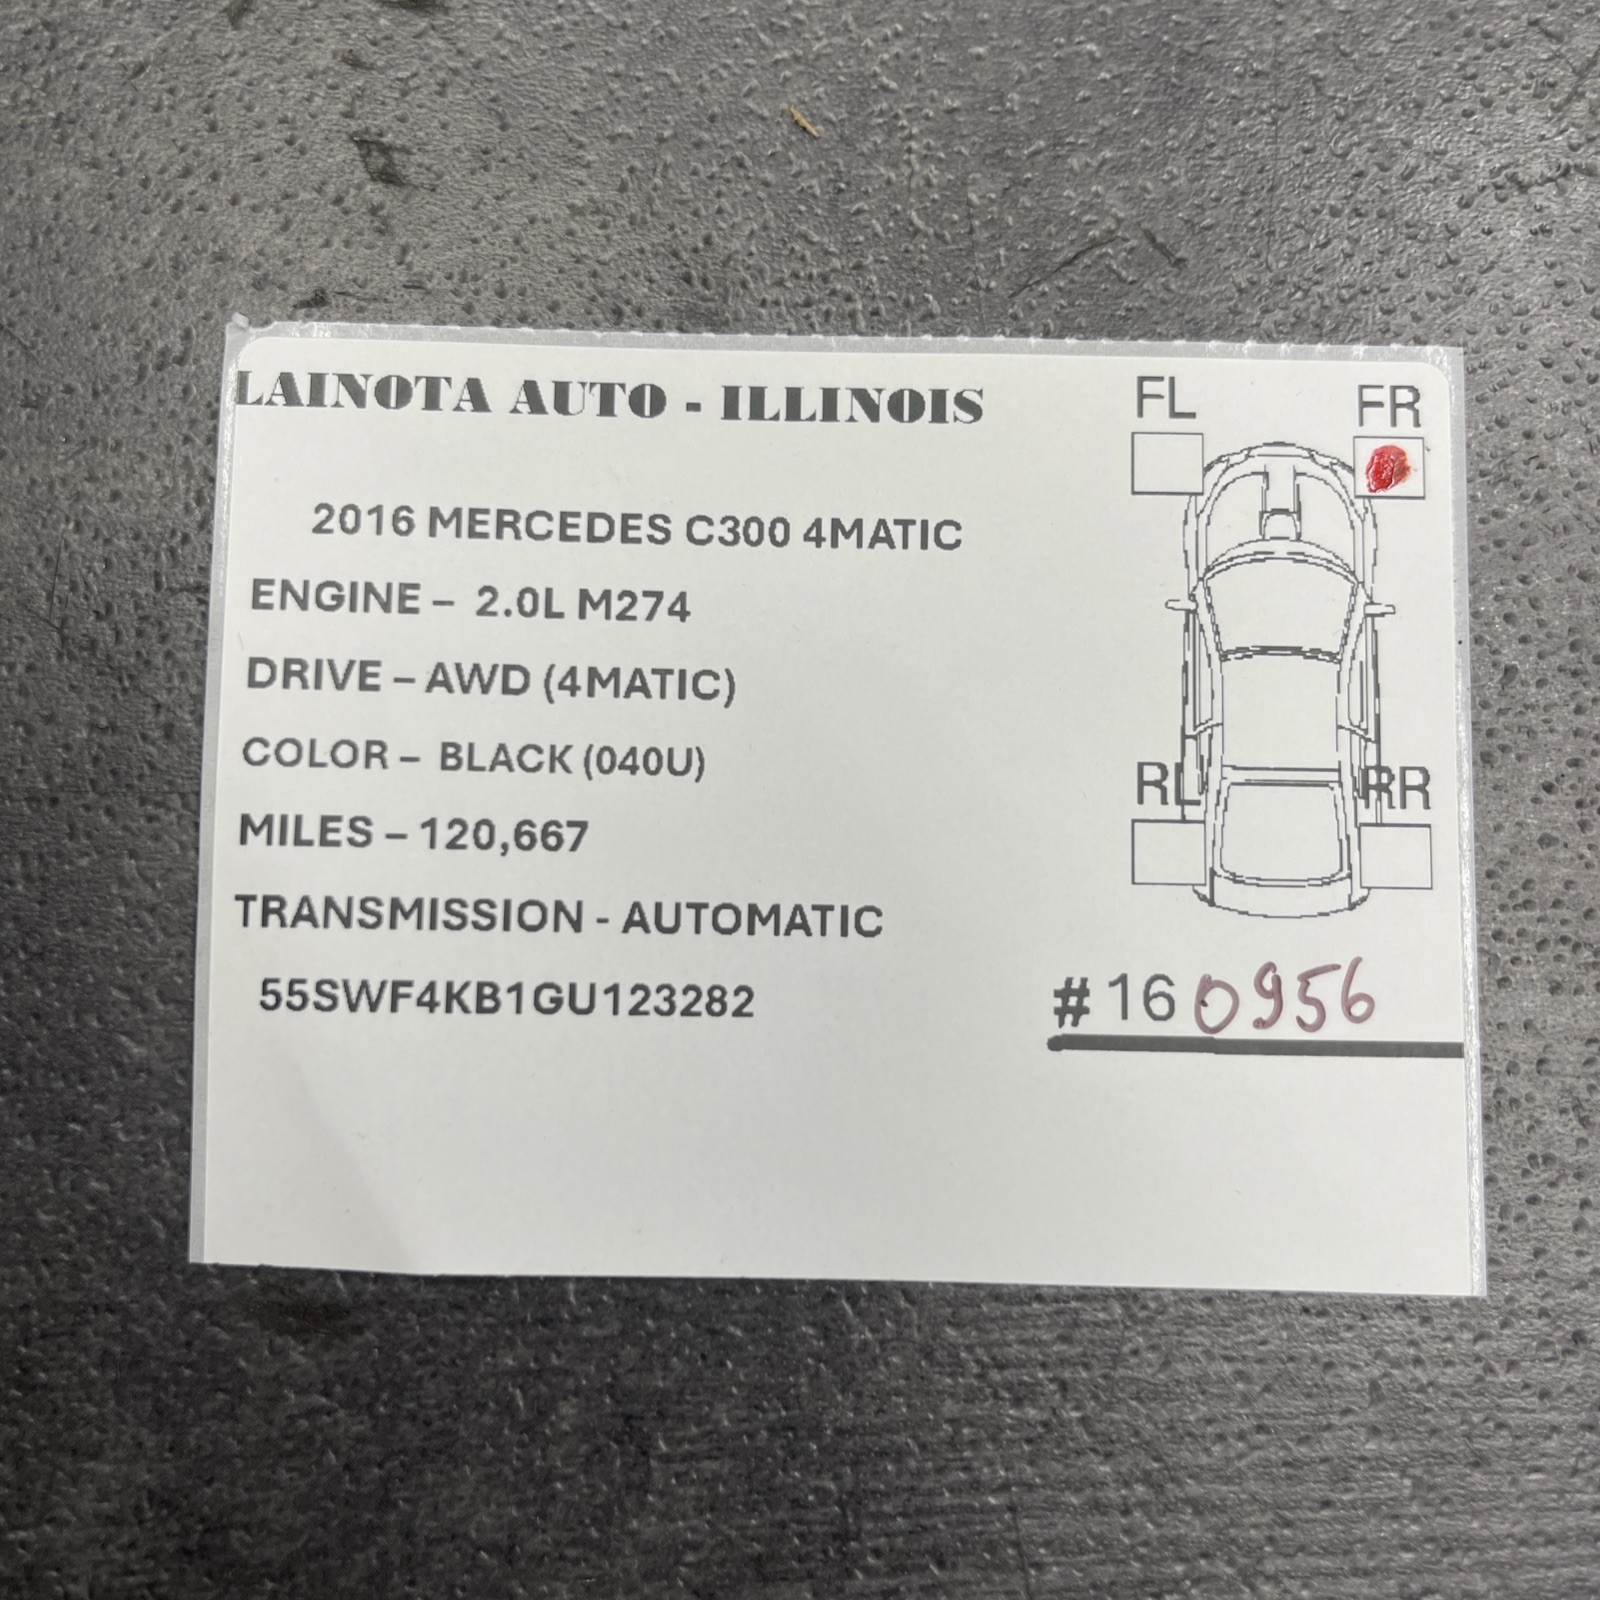 LAINOTA AUTO - ILLINOIS
FL
FR
2016 MERCEDES C300 4MATIC
ENGINE – 2.0L M274
DRIVE – AWD (4MATIC)
COLOR – BLACK (040U)
RL
RR
MILES – 120,667
TRANSMISSION - AUTOMATIC
55SWF4KB1GU123282
#160956